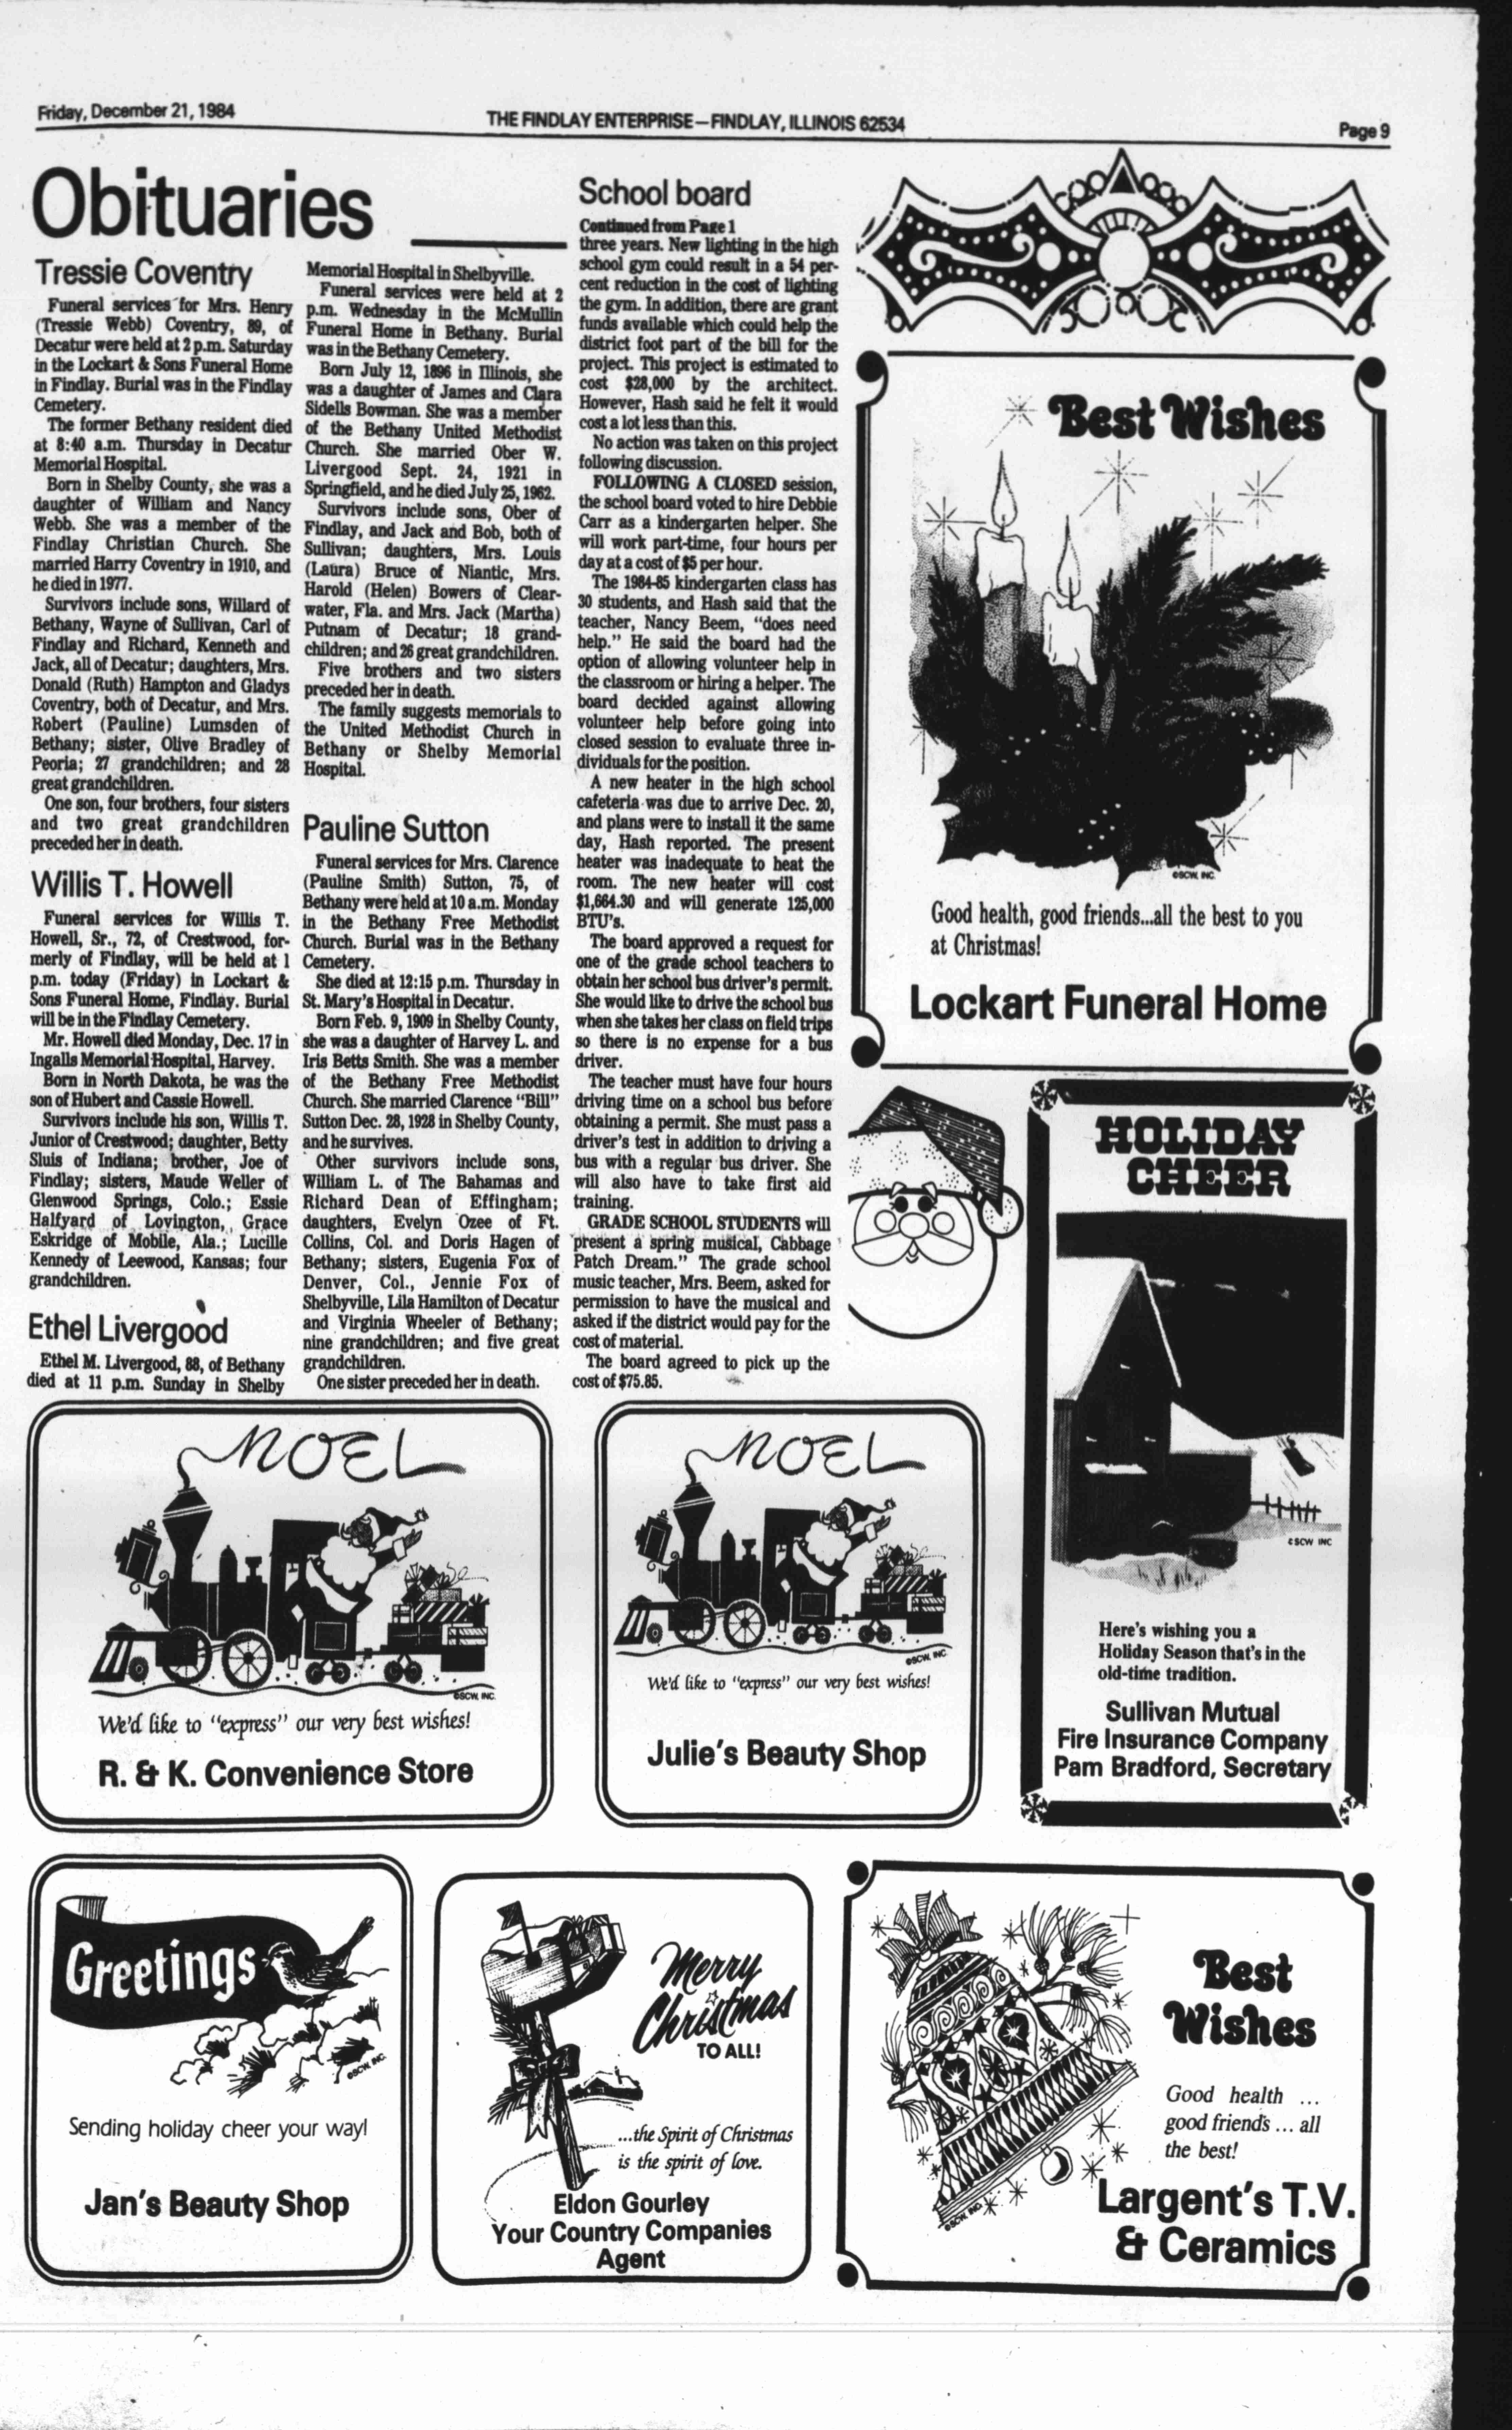 Friday, December 21, 1984
THE FINDLAY ENTERPRISE—FINDLAY, ILLINOIS 62534
Page 9
Obituaries
Tressie Coventry
Funeral services for Mrs. Henry
(Tressie Webb) Coventry, 89, of
Decatur were held at 2 p.m. Saturday
in the Lockart & Sons Funeral Home
in Findlay. Burial was in the Findlay
Cemetery.
The former Bethany resident died
at 8:40 a.m. Thursday in Decatur
Memorial Hospital.
Born in Shelby County, she was a
daughter of William and Nancy
Webb. She was a member of the
Findlay Christian Church. She
married Harry Coventry in 1910, and
he died in 1977.
Survivors include sons, Willard of
Bethany, Wayne of Sullivan, Carl of
Findlay and Richard, Kenneth and
Jack, all of Decatur; daughters, Mrs.
Donald (Ruth) Hampton and Gladys
Coventry, both of Decatur, and Mrs.
Robert (Pauline) Lumsden of
Bethany; sister, Olive Bradley of
Peoria; 27 grandchildren; and 28
great grandchildren.
One son, four brothers, four sisters
and two great grandchildren
preceded her in death.
Willis T. Howell
Funeral services for Willis T.
Howell, Sr., 72, of Crestwood, for-
merly of Findlay, will be held at 1
p.m. today (Friday) in Lockart &
Sons Funeral Home, Findlay. Burial
will be in the Findlay Cemetery.
Mr. Howell died Monday, Dec. 17 in
Ingalls Memorial Hospital, Harvey.
Born in North Dakota, he was the
son of Hubert and Cassie Howell.
Survivors include his son, Willis T.
Junior of Crestwood; daughter, Betty
Sluis of Indiana; brother, Joe of
Findlay; sisters, Maude Weller of
Glenwood Springs, Colo.; Essie
Halfyard of Lovington, Grace
Eskridge of Mobile, Ala.; Lucille
Kennedy of Leewood, Kansas; four
grandchildren.
Ethel Livergood
Ethel M. Livergood, 88, of Bethany
died at 11 p.m. Sunday in Shelby
Memorial Hospital in Shelbyville.
Funeral services were held at 2
p.m. Wednesday in the McMullin
Funeral Home in Bethany. Burial
was in the Bethany Cemetery.
Born July 12, 1896 in Illinois, she
was a daughter of James and Clara
Sidells Bowman. She was a member
of the Bethany United Methodist
Church. She married Ober W.
Livergood Sept. 24, 1921 in
Springfield, and he died July 25, 1962.
Survivors include sons, Ober of
Findlay, and Jack and Bob, both of
Sullivan; daughters, Mrs. Louis
(Laura) Bruce of Niantic, Mrs.
Harold (Helen) Bowers of Clear-
water, Fla. and Mrs. Jack (Martha)
Putnam of Decatur; 18 grand-
children; and 26 great grandchildren.
Five brothers and two sisters
preceded her in death.
The family suggests memorials to
the United Methodist Church in
Bethany or Shelby Memorial
Hospital.
Pauline Sutton
Funeral services for Mrs. Clarence
(Pauline Smith) Sutton, 75, of
Bethany were held at 10 a.m. Monday
in the Bethany Free Methodist
Church. Burial was in the Bethany
Cemetery.
She died at 12:15 p.m. Thursday in
St. Mary's Hospital in Decatur.
Born Feb. 9, 1909 in Shelby County,
she was a daughter of Harvey L. and
Iris Betts Smith. She was a member
of the Bethany Free Methodist
Church. She married Clarence "Bill"
Sutton Dec. 28, 1928 in Shelby County,
and he survives.
Other survivors include sons,
William L. of The Bahamas and
Richard Dean of Effingham;
daughters, Evelyn Ozee of Ft.
Collins, Col. and Doris Hagen of
Bethany; sisters, Eugenia Fox of
Denver, Col., Jennie Fox of
Shelbyville, Lila Hamilton of Decatur
and Virginia Wheeler of Bethany;
nine grandchildren; and five great
grandchildren.
One sister preceded her in death.
School board
Continued from Page 1
three years. New lighting in the high
school gym could result in a 54 per-
cent reduction in the cost of lighting
the gym. In addition, there are grant
funds available which could help the
district foot part of the bill for the
project. This project is estimated to
cost $28,000 by the architect.
However, Hash said he felt it would
cost a lot less than this.
No action was taken on this project
following discussion.
FOLLOWING A CLOSED session,
the school board voted to hire Debbie
Carr as a kindergarten helper. She
will work part-time, four hours per
day at a cost of $5 per hour.
The 1984-85 kindergarten class has
30 students, and Hash said that the
teacher, Nancy Beem, "does need
help." He said the board had the
option of allowing volunteer help in
the classroom or hiring a helper. The
board decided against allowing
volunteer help before going into
closed session to evaluate three in-
dividuals for the position.
A new heater in the high school
cafeteria was due to arrive Dec. 20,
and plans were to install it the same
day, Hash reported. The present
heater was inadequate to heat the
room. The new heater will cost
$1,664.30 and will generate 125,000
BTU's.
The board approved a request for
one of the grade school teachers to
obtain her school bus driver's permit.
She would like to drive the school bus
when she takes her class on field trips
so there is no expense for a bus
driver.
The teacher must have four hours
driving time on a school bus before
obtaining a permit. She must pass a
driver's test in addition to driving a
bus with a regular bus driver. She
will also have to take first aid
training.
GRADE SCHOOL STUDENTS will
present a spring musical, Cabbage
Patch Dream." The grade school
music teacher, Mrs. Beem, asked for
permission to have the musical and
asked if the district would pay for the
cost of material.
The board agreed to pick up the
cost of $75.85.
Best Wishes
©SCW, INC.
Good health, good friends...all the best to you
at Christmas!
Lockart Funeral Home
HOLIDAY
CHEER
©SCW INC
Here's wishing you a
Holiday Season that's in the
old-time tradition.
Sullivan Mutual
Fire Insurance Company
Pam Bradford, Secretary
NOEL
©SCW, INC.
We'd like to "express" our very best wishes!
R. & K. Convenience Store
NOEL
©SCW, INC.
We'd like to "express" our very best wishes!
Julie's Beauty Shop
Greetings
©SCW, INC.
Sending holiday cheer your way!
Jan's Beauty Shop
Merry
Christmas
TO ALL!
...the Spirit of Christmas
is the spirit of love.
Eldon Gourley
Your Country Companies
Agent
Best
Wishes
Good health ...
good friends ... all
the best!
©SCW, INC.
Largent's T.V.
& Ceramics